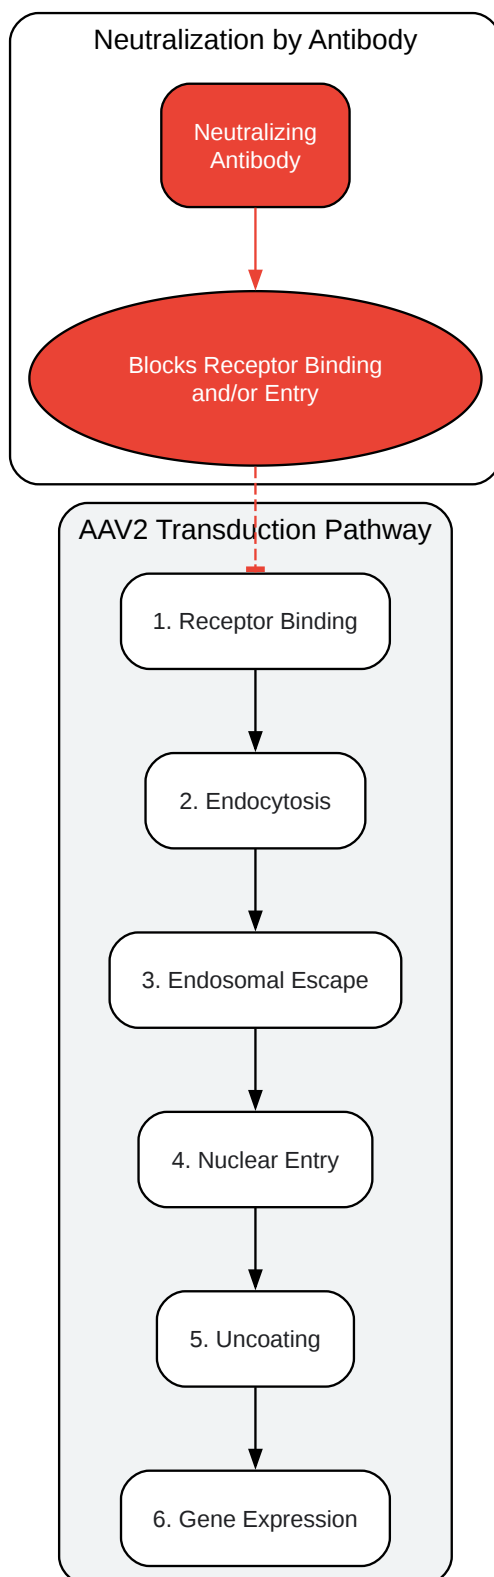 Neutralization by Antibody
Neutralizing
Antibody
Blocks Receptor Binding
and/or Entry
AAV2 Transduction Pathway
1. Receptor Binding
2. Endocytosis
3. Endosomal Escape
4. Nuclear Entry
5. Uncoating
6. Gene Expression